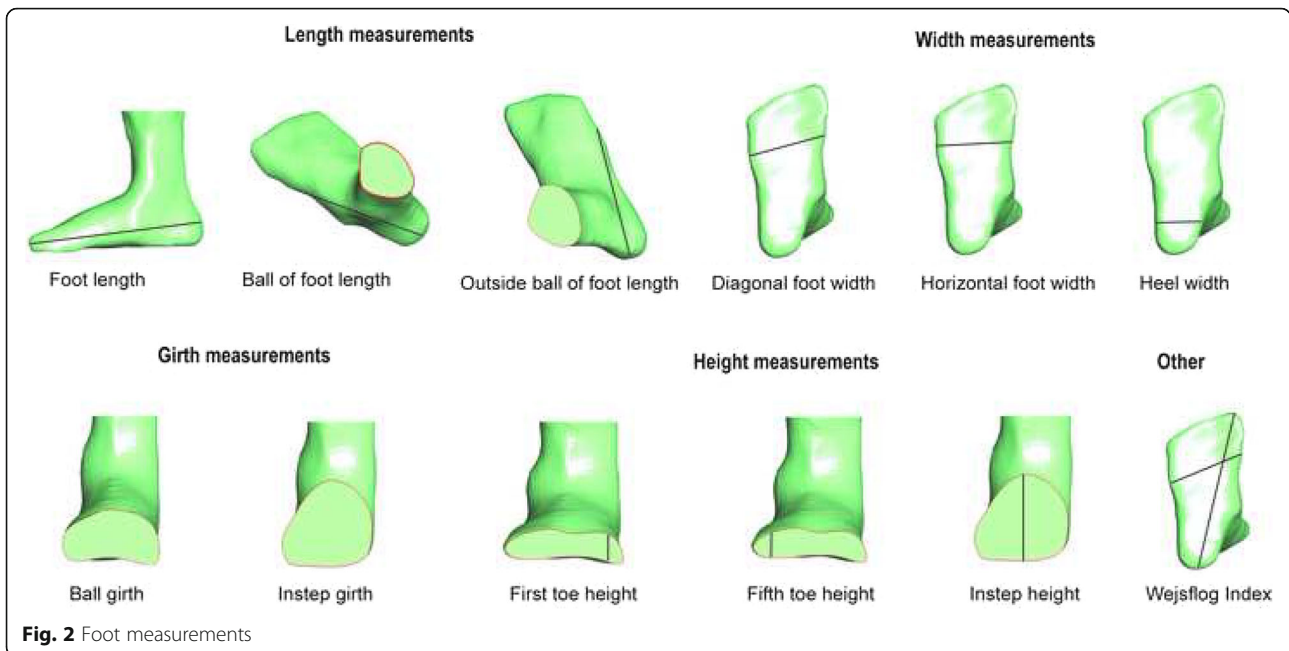 Length measurements
Width measurements
Foot length
Ball of foot length
Outside ball of foot length
Diagonal foot width
Horizontal foot width
Heel width
Girth measurements
Height measurements
Other
Ball girth
Instep girth
First toe height
Fifth toe height
Instep height
Wejsflog Index
Fig. 2 Foot measurements